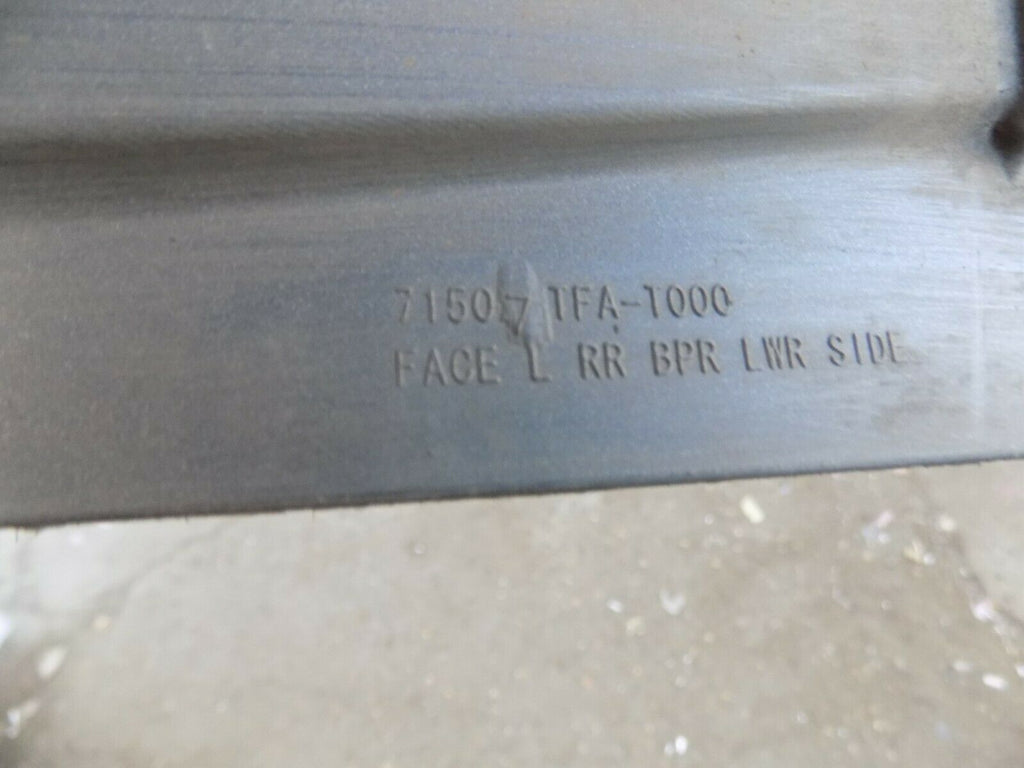 71507 TFA-T000
FACE L RR BPR LWR SIDE